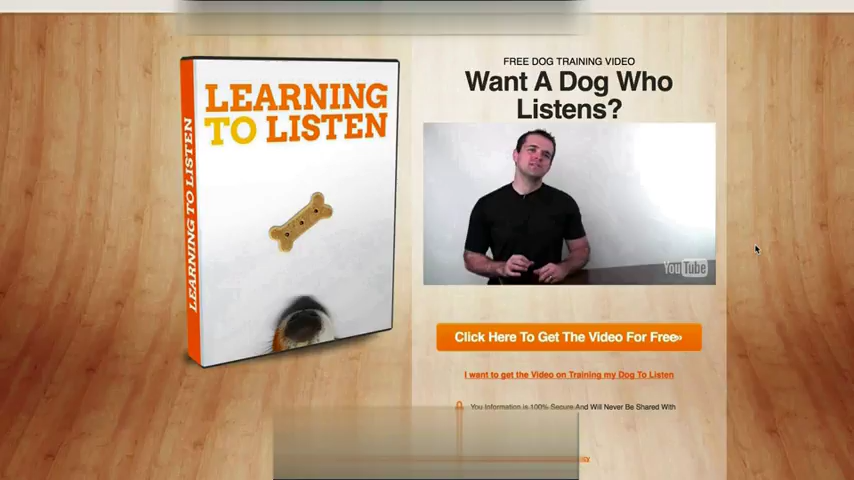 LEARNING
TO LISTEN
LEARNING TO LISTEN
FREE DOG TRAINING VIDEO
Want A Dog Who
Listens?
YouTube
Click Here To Get The Video For Free»
I want to get the Video on Training my Dog To Listen
You Information is 100% Secure And Will Never Be Shared With